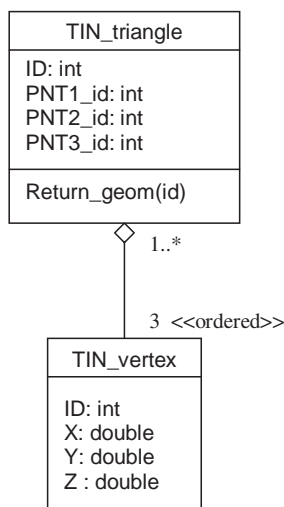 TIN_triangle
ID: int
PNT1_id: int
PNT2_id: int
PNT3_id: int
Return_geom(id)
1..*
3 <<ordered>>
TIN_vertex
ID: int
X: double
Y: double
Z : double